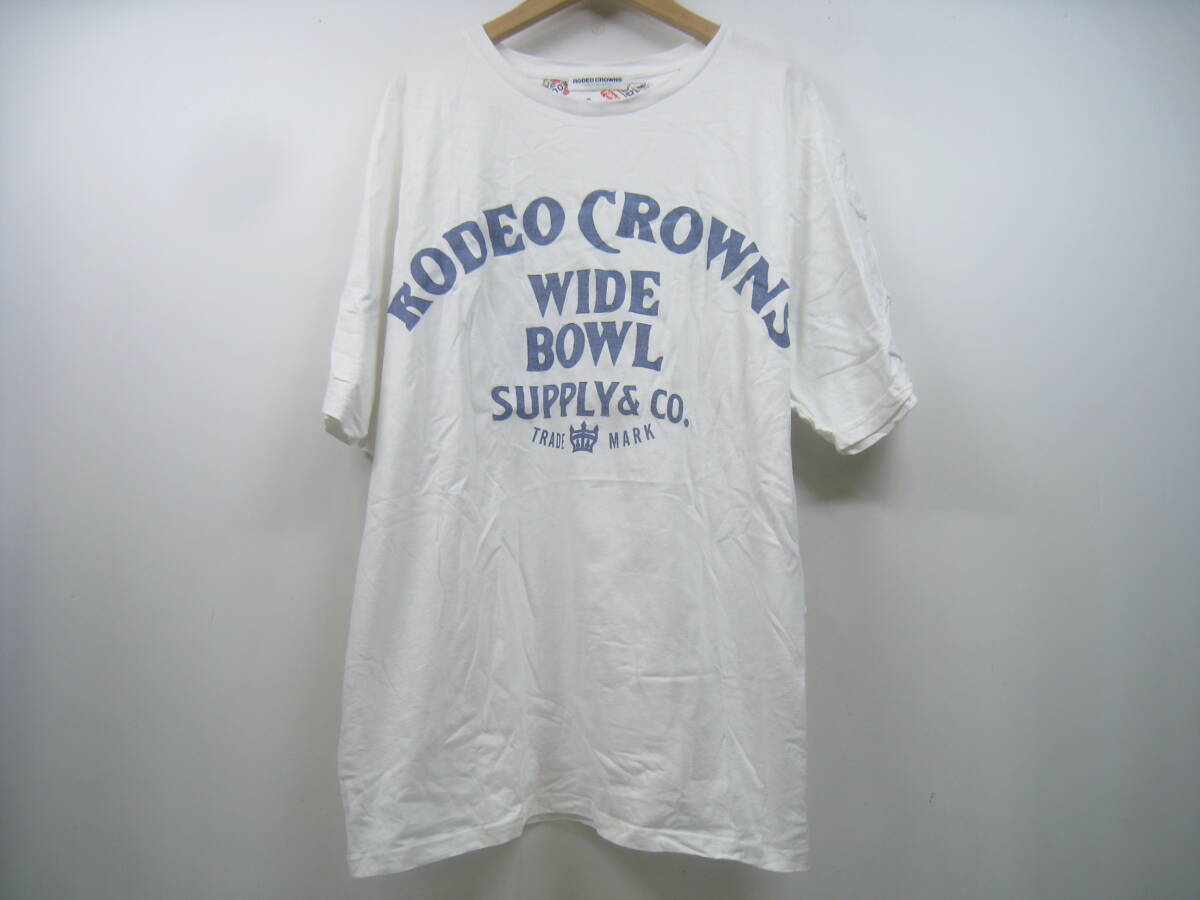 RODEO CROWNS
RODEO CROWNS
WIDE
BOWL
SUPPLY & CO.
TRADE MARK